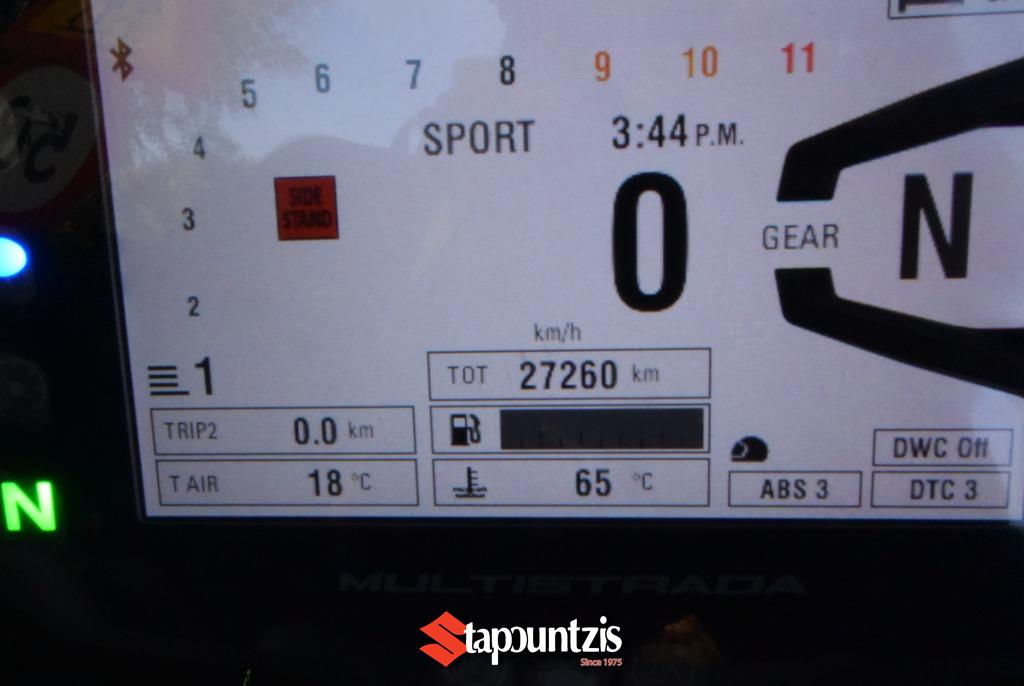 5 6 7 8 9 10 11
SPORT 3:44 P.M.
4
SIDE
STAND
3
0
GEAR N
2
km/h
1
TOT 27260 km
TRIP2 0.0 km
DWC Off
T AIR 18 °C
65 °C
ABS 3
DTC 3
N
MULTISTRADA
Stapountzis
Since 1975